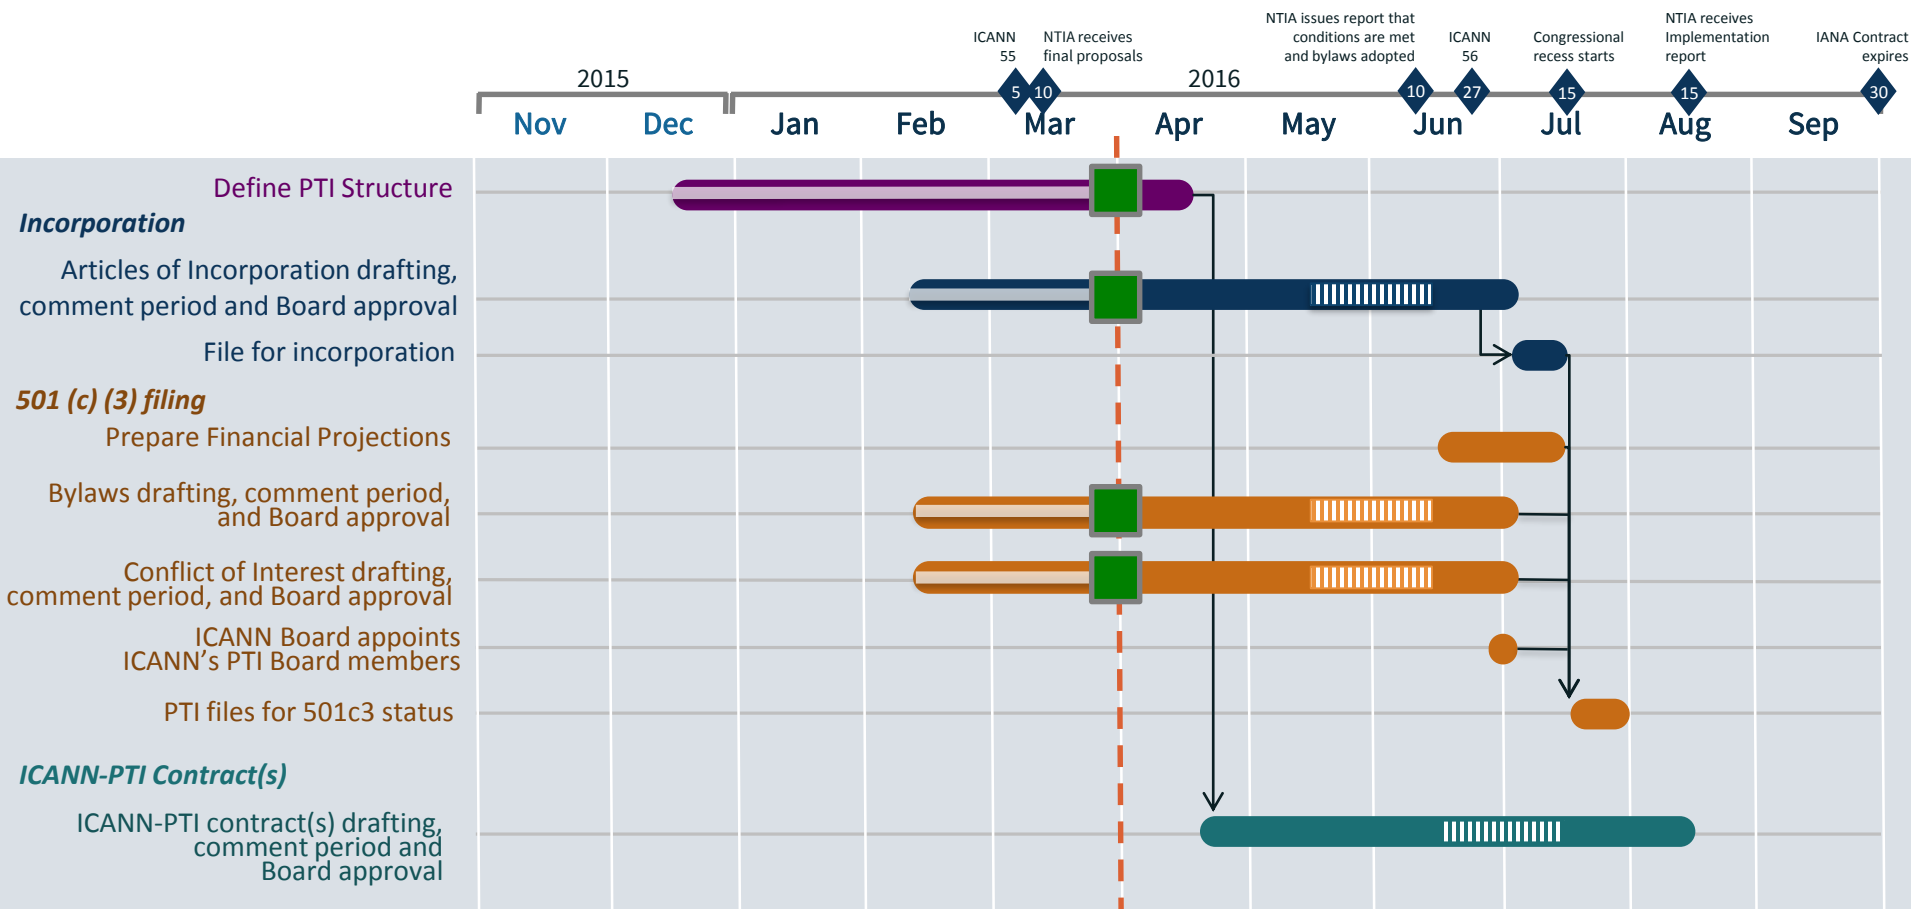 NTIA issues report that
conditions are met
and bylaws adopted
ICANN
55
NTIA receives
final proposals
ICANN
56
Congressional
recess starts
NTIA receives
Implementation
report
IANA Contract
expires
2015
2016
5
10
10
27
15
15
30
Nov
Dec
Jan
Feb
Mar
Apr
May
Jun
Jul
Aug
Sep
Define PTI Structure
Incorporation
Articles of Incorporation drafting,
comment period and Board approval
File for incorporation
501 (c) (3) filing
Prepare Financial Projections
Bylaws drafting, comment period,
and Board approval
Conflict of Interest drafting,
comment period, and Board approval
ICANN Board appoints
ICANN’s PTI Board members
PTI files for 501c3 status
ICANN-PTI Contract(s)
ICANN-PTI contract(s) drafting,
comment period and
Board approval